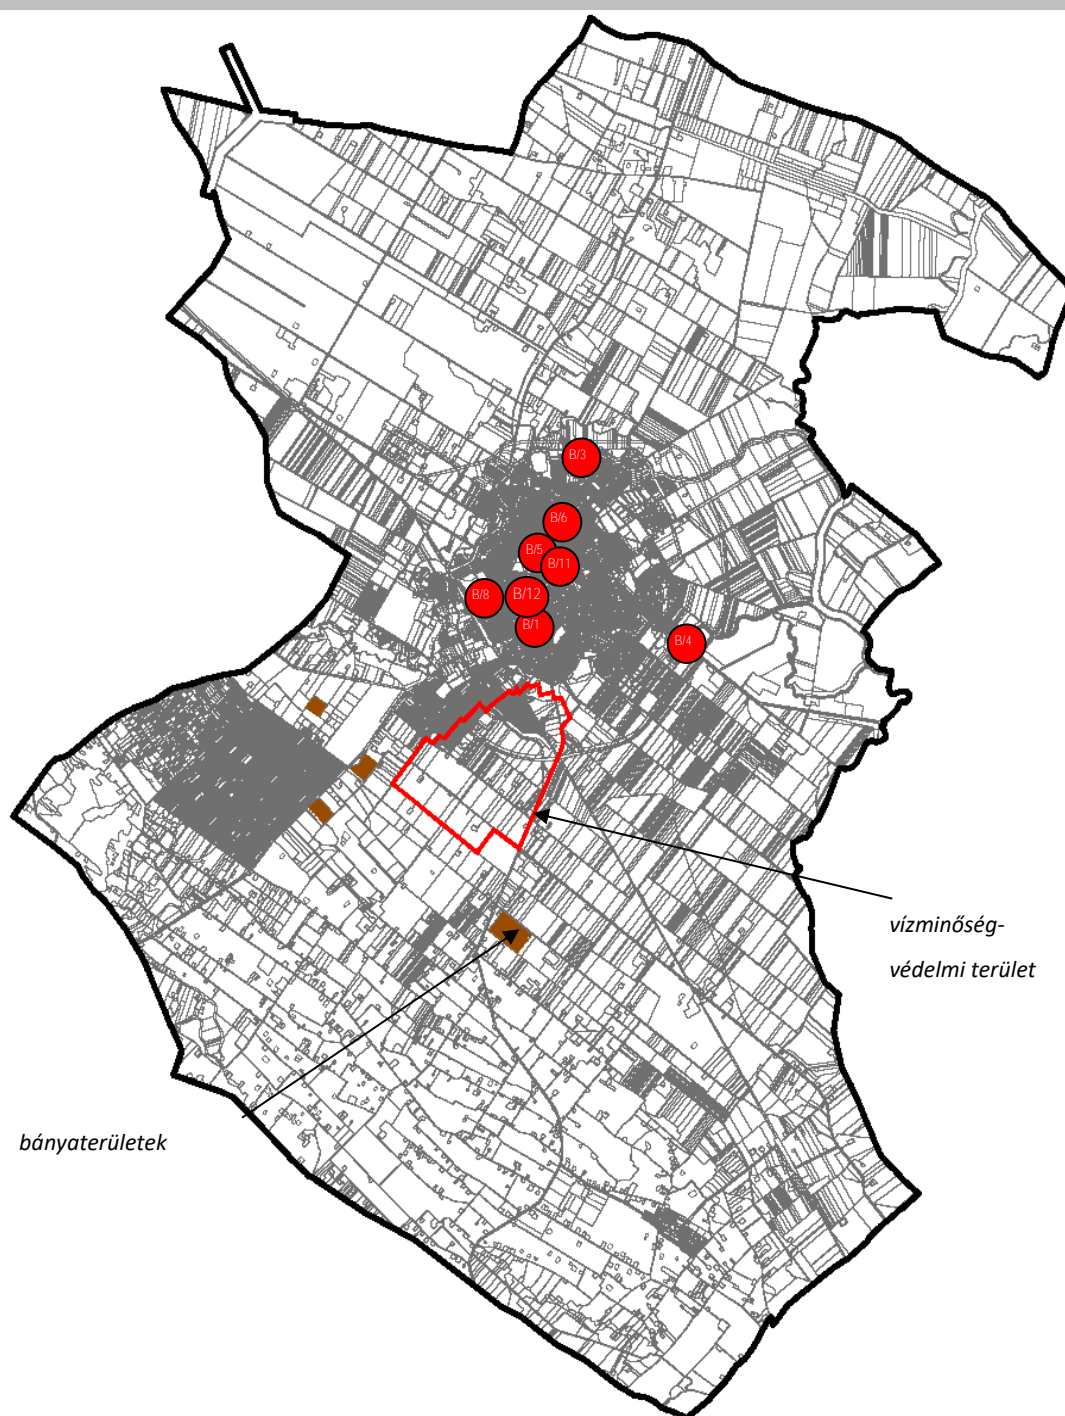 B/3
B/6
B/5
B/11
B/8
B/12
B/1
B/4
vízminőség-
védelmi terület
bányaterületek